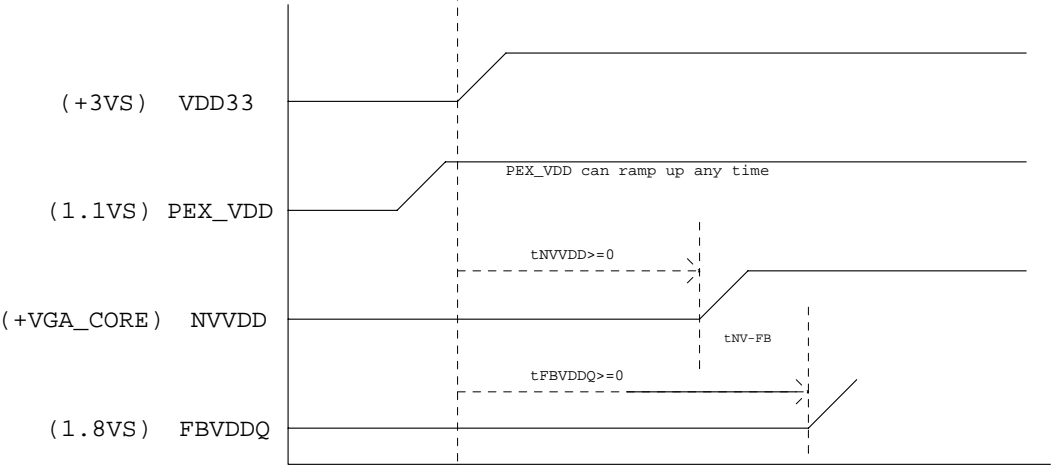 (+3VS) VDD33
PEX_VDD can ramp up any time
(1.1VS) PEX_VDD
tNVVDD>=0
(+VGA_CORE) NVVDD
tNV-FB
tFBVDDQ>=0
(1.8VS) FBVDDQ